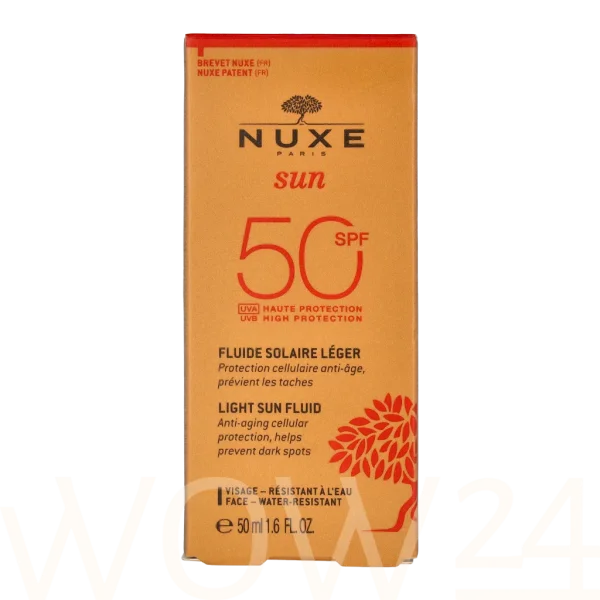 BREVET NUXE (FR)
NUXE PATENT (FR)
NUXE
PARIS
sun
50 SPF
UVA HAUTE PROTECTION
UVB HIGH PROTECTION
FLUIDE SOLAIRE LÉGER
Protection cellulaire anti-âge,
prévient les taches
LIGHT SUN FLUID
Anti-aging cellular
protection, helps
prevent dark spots
VISAGE – RÉSISTANT À L'EAU
FACE – WATER-RESISTANT
e 50 ml 1.6 FL. OZ.
WOW24